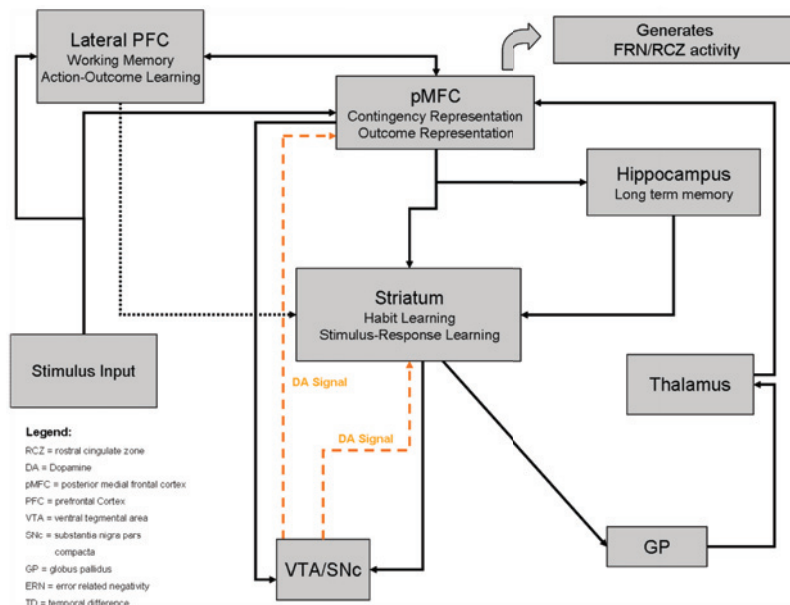 Lateral PFC
Working Memory
Action-Outcome Learning
Generates
FRN/RCZ activity
pMFC
Contingency Representation
Outcome Representation
Hippocampus
Long term memory
Striatum
Habit Learning
Stimulus-Response Learning
Stimulus Input
Thalamus
DA Signal
DA Signal
VTA/SNc
GP
Legend:
RCZ = rostral cingulate zone
DA = Dopamine
pMFC = posterior medial frontal cortex
PFC = prefrontal Cortex
VTA = ventral tegmental area
SNc = substantia nigra pars
compacta
GP = globus pallidus
ERN = error related negativity
TD = temporal difference